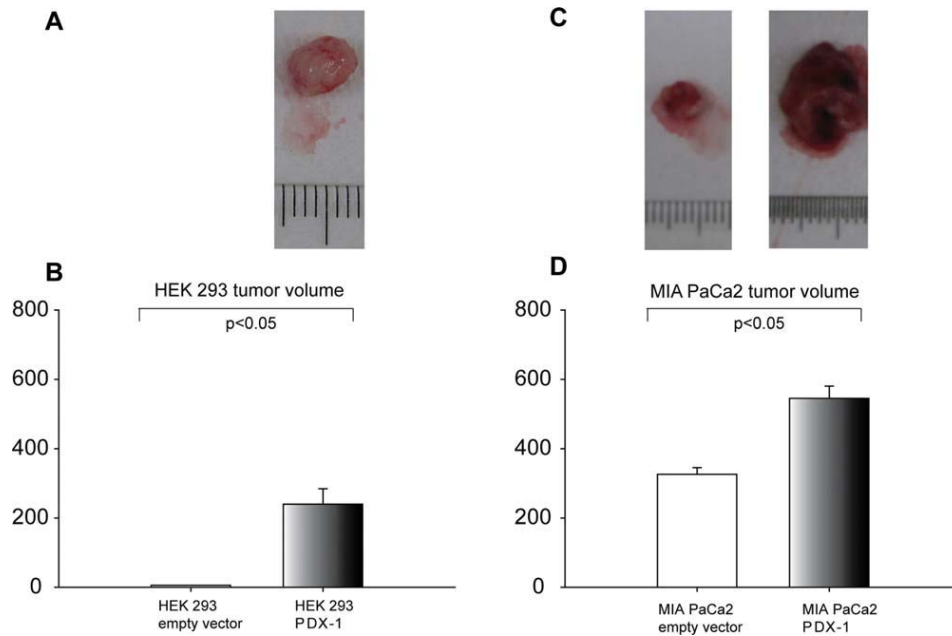 A
C
B
HEK 293 tumor volume
p<0.05
800
600
400
200
0
HEK 293
empty vector
HEK 293
PDX-1
D
MIA PaCa2 tumor volume
p<0.05
800
600
400
200
0
MIA PaCa2
empty vector
MIA PaCa2
PDX-1